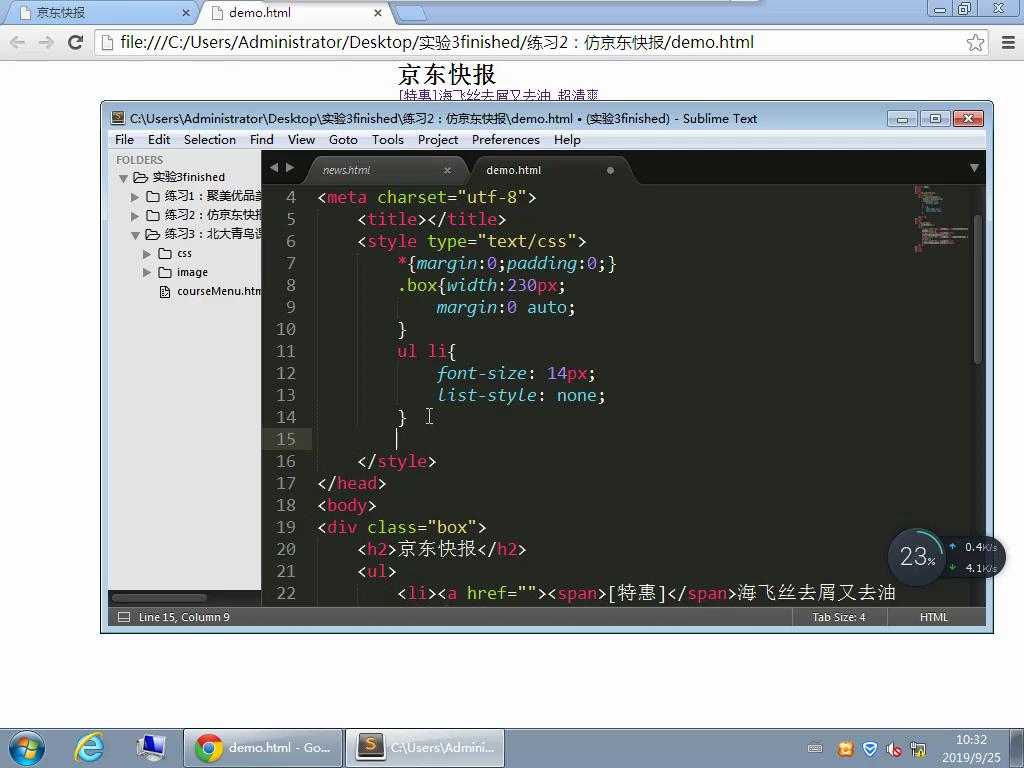 京东快报
demo.html
file:///C:/Users/Administrator/Desktop/实验3finished/练习2：仿京东快报/demo.html
京东快报
[特惠]海飞丝去屑又去油 超清爽
C:\Users\Administrator\Desktop\实验3finished\练习2：仿京东快报\demo.html • (实验3finished) - Sublime Text
File Edit Selection Find View Goto Tools Project Preferences Help
FOLDERS
实验3finished
练习1：聚美优品美
练习2：仿京东快报
练习3：北大青鸟课
css
image
courseMenu.htm
news.html
demo.html
4 <meta charset="utf-8">
5 <title></title>
6 <style type="text/css">
7 *{margin:0;padding:0;}
8 .box{width:230px;
9 margin:0 auto;
10 }
11 ul li{
12 font-size: 14px;
13 list-style: none;
14 }
15
16 </style>
17 </head>
18 <body>
19 <div class="box">
20 <h2>京东快报</h2>
21 <ul>
22 <li><a href=""><span>[特惠]</span>海飞丝去屑又去油
23%
0.4K/s
4.1K/s
Line 15, Column 9
Tab Size: 4
HTML
demo.html - Go...
C:\Users\Admini...
10:32
2019/9/25